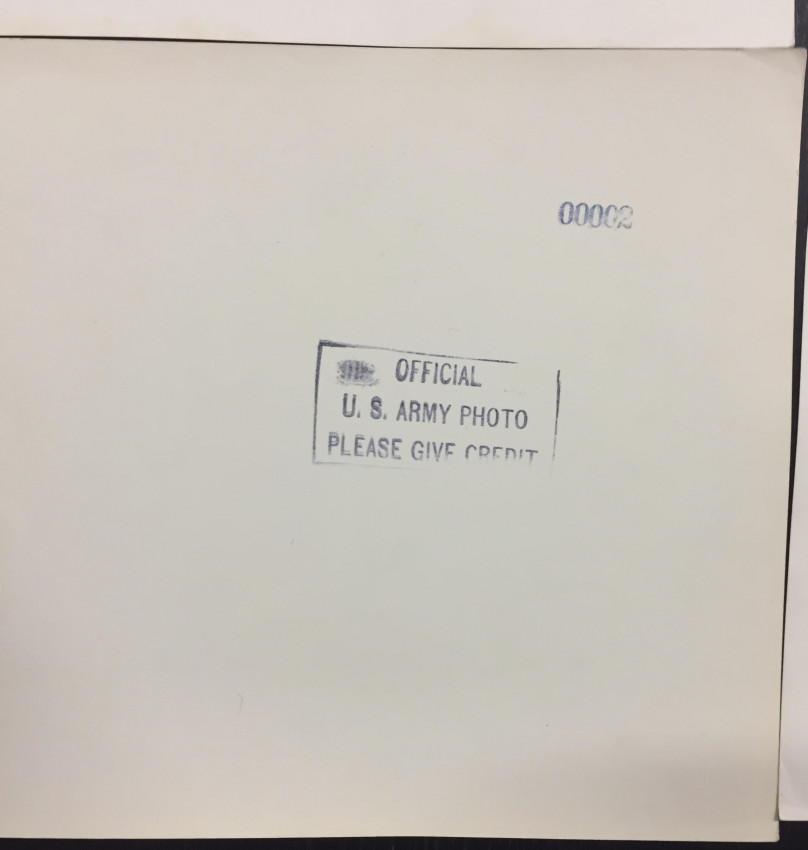 00002
OFFICIAL
U. S. ARMY PHOTO
PLEASE GIVE CREDIT